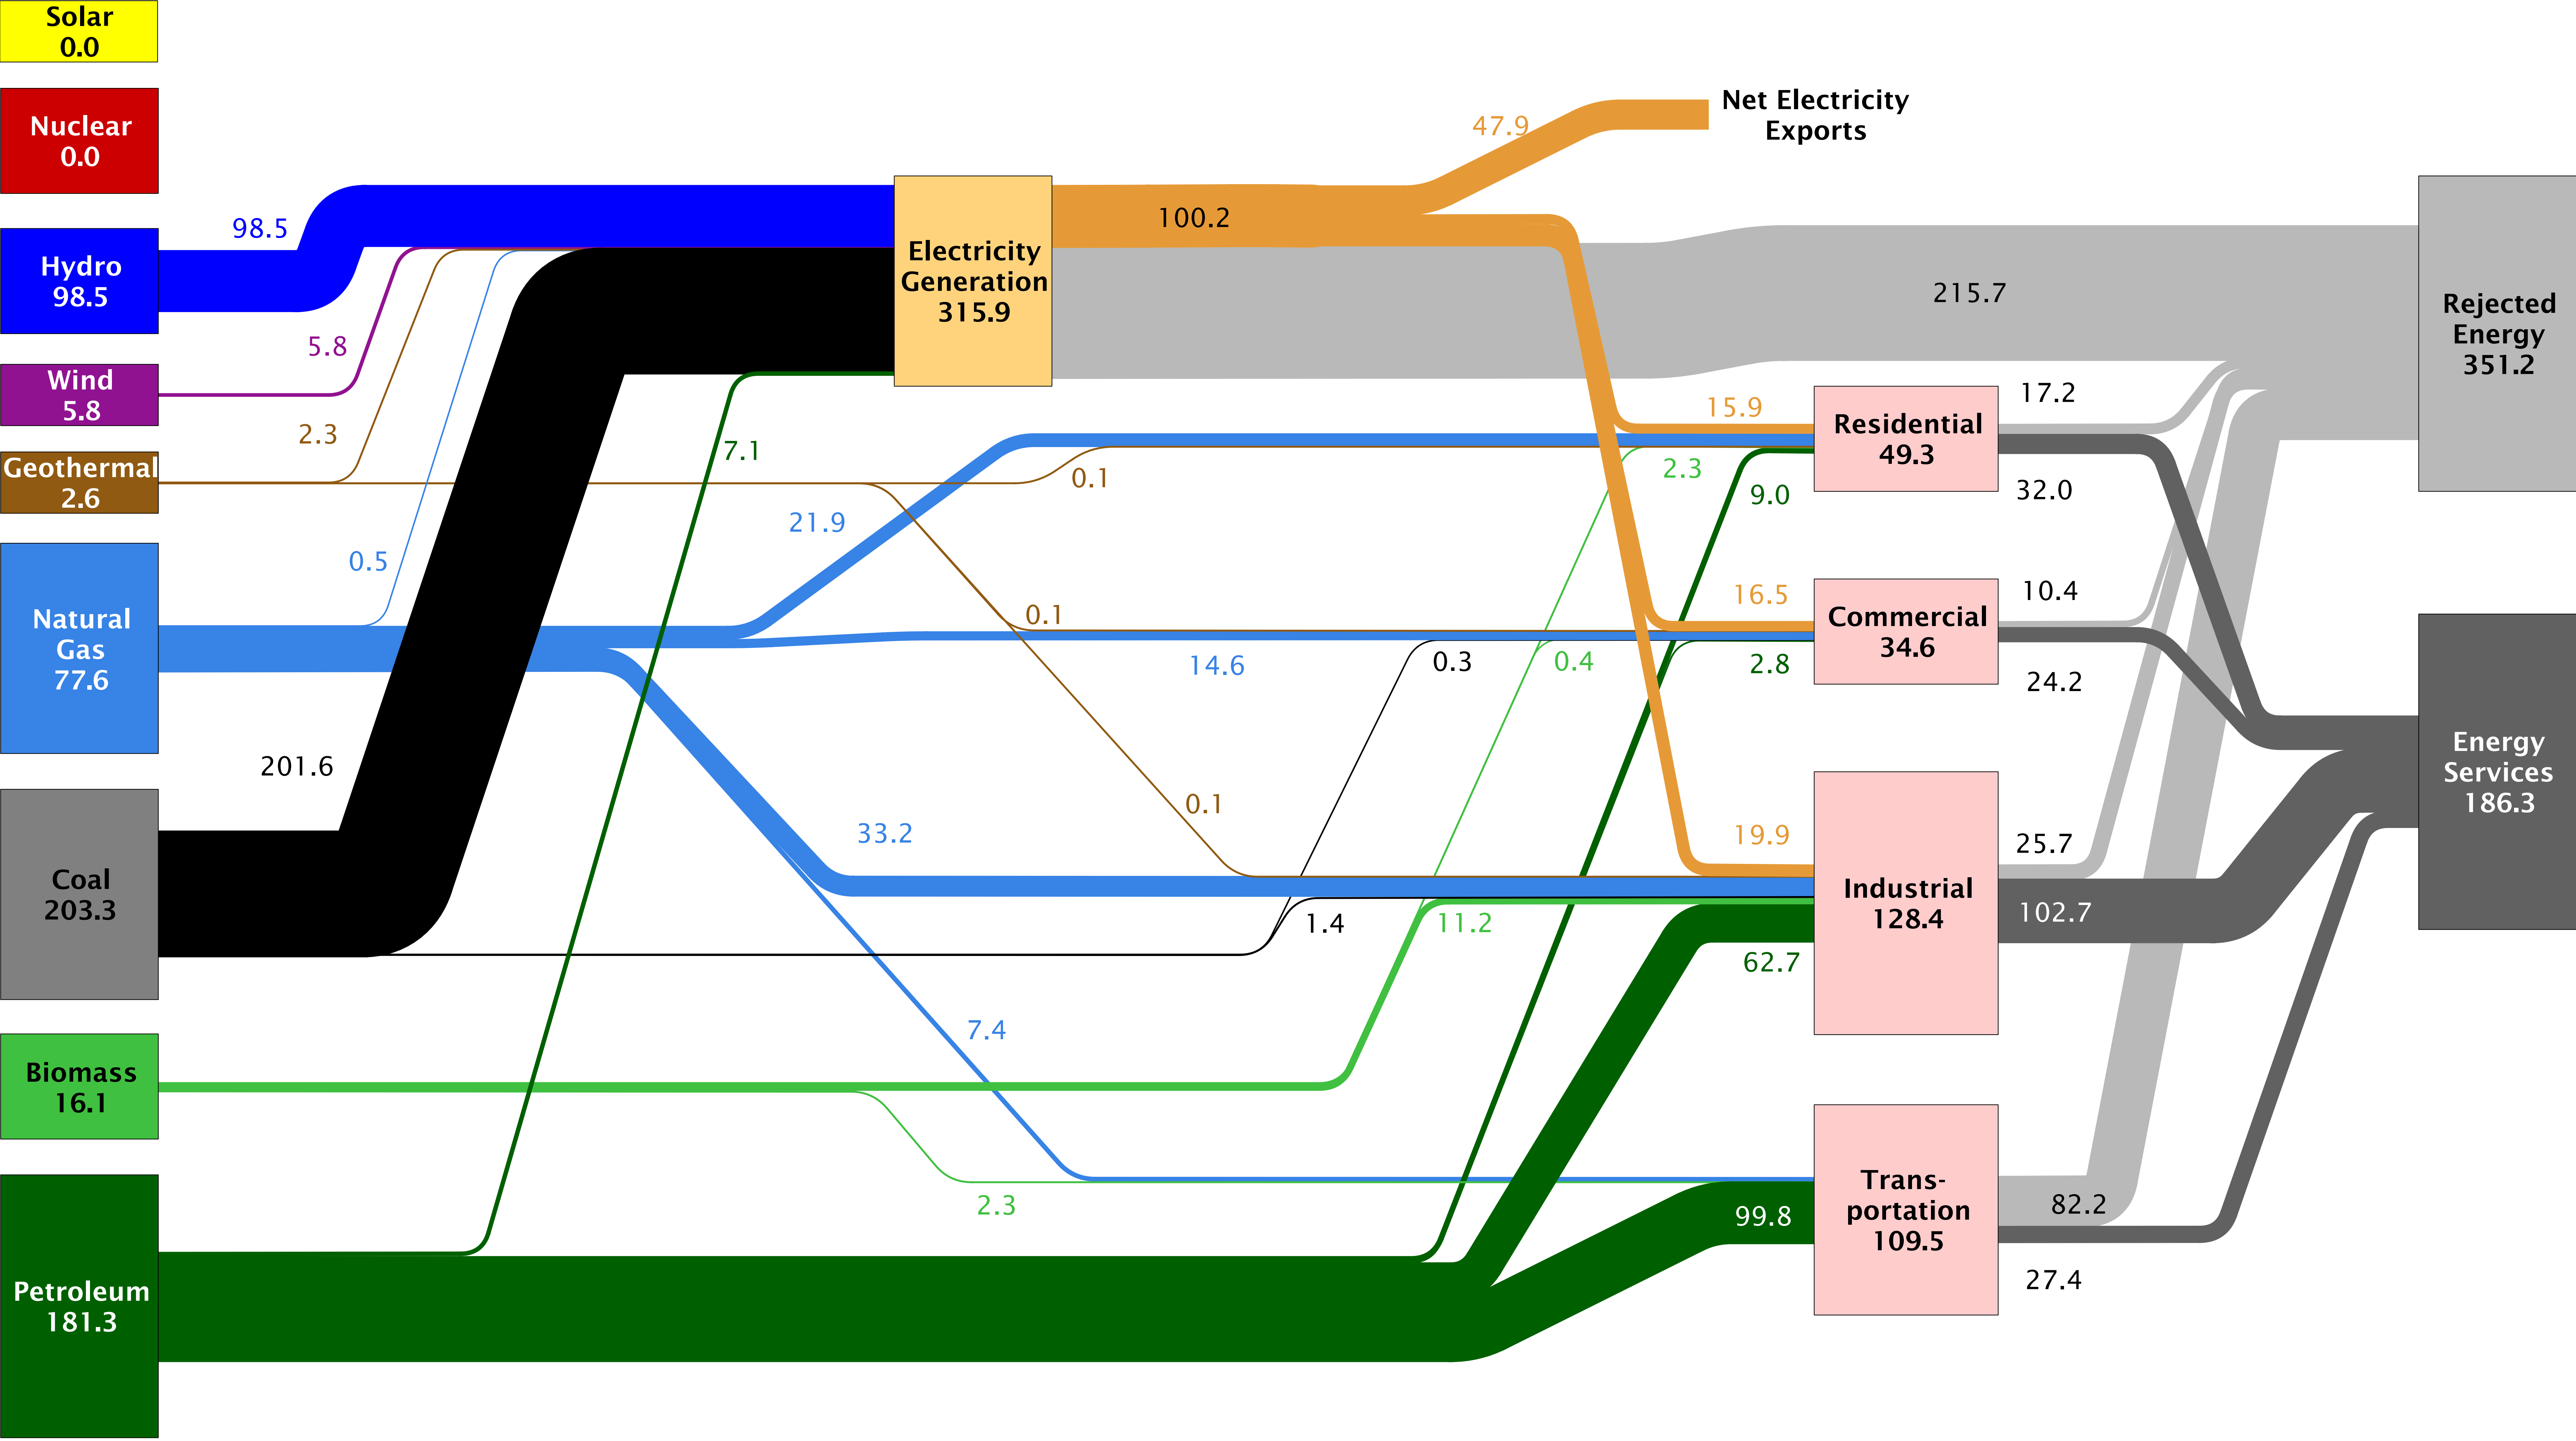 Solar
0.0
Nuclear
0.0
Hydro
98.5
Wind
5.8
Geothermal
2.6
Natural
Gas
77.6
Coal
203.3
Biomass
16.1
Petroleum
181.3
98.5
5.8
2.3
0.5
201.6
7.1
21.9
0.1
0.1
14.6
33.2
0.1
7.4
2.3
Electricity
Generation
315.9
100.2
47.9
Net Electricity
Exports
215.7
15.9
2.3
9.0
16.5
0.3
0.4
2.8
19.9
1.4
11.2
62.7
99.8
Residential
49.3
Commercial
34.6
Industrial
128.4
Trans-
portation
109.5
17.2
32.0
10.4
24.2
25.7
102.7
82.2
27.4
Rejected
Energy
351.2
Energy
Services
186.3